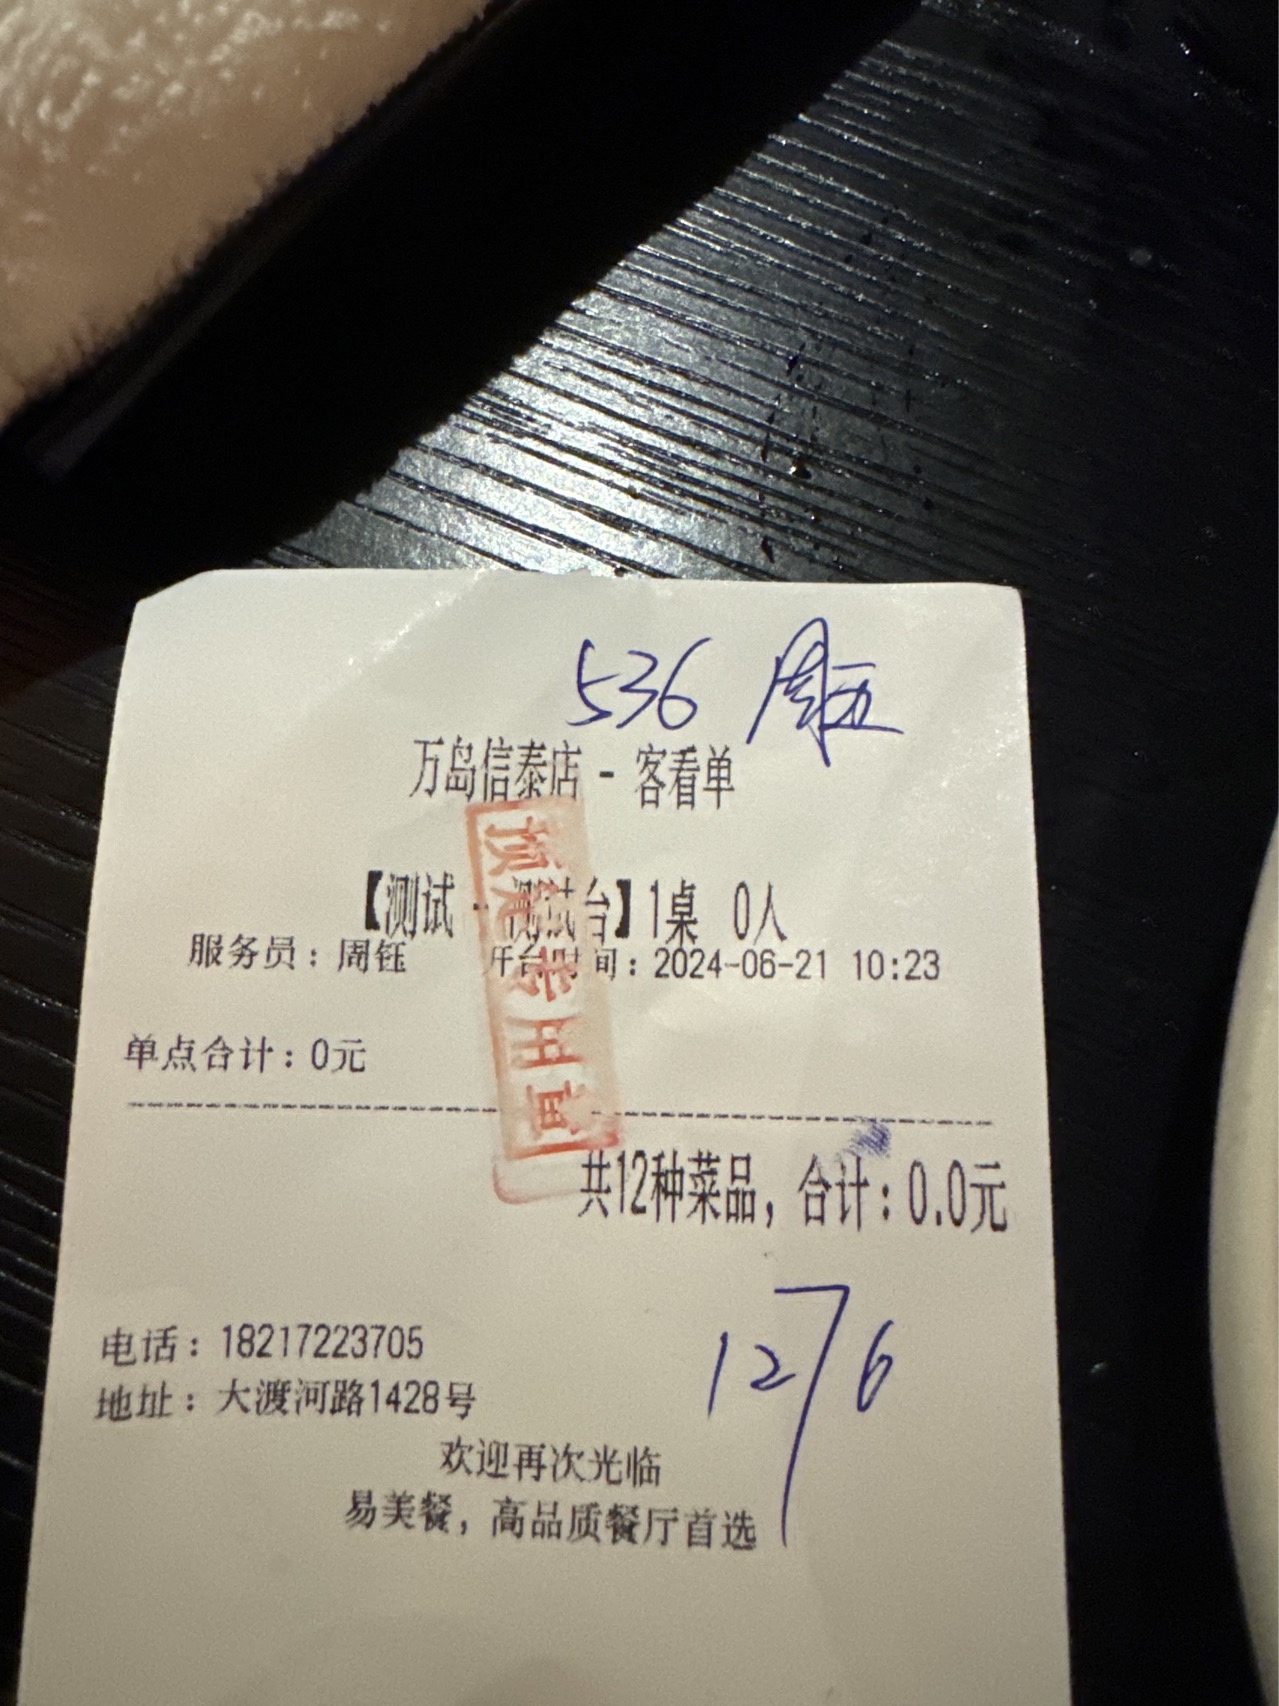 536 周五
万岛信泰店 - 客看单
【测试 - 测试台】1桌 0人
服务员：周钰 开台时间：2024-06-21 10:23
单点合计：0元
共12种菜品，合计：0.0元
1276
电话：18217223705
地址：大渡河路1428号
欢迎再次光临
易美餐，高品质餐厅首选